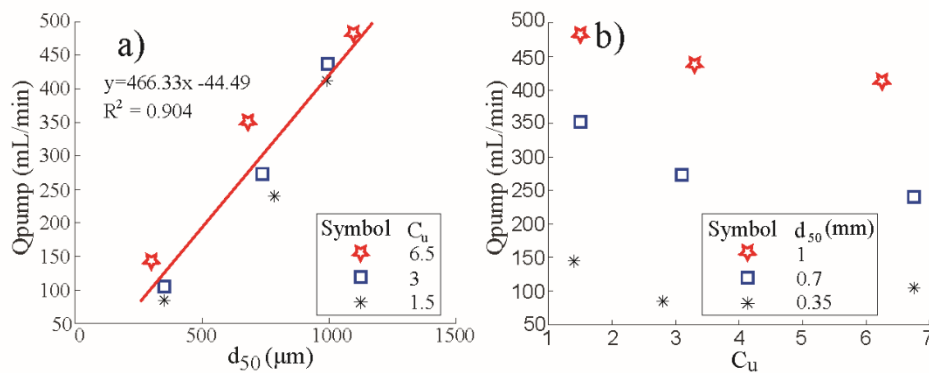 a)
y=466.33x -44.49
R² = 0.904
Qpump (mL/min)
500
450
400
350
300
250
200
150
100
50
Symbol C_u
6.5
3
1.5
0 500 1000 1500
d₅₀ (μm)
b)
Qpump (mL/min)
500
450
400
350
300
250
200
150
100
50
Symbol d₅₀ (mm)
1
0.7
0.35
1 2 3 4 5 6 7
C_u